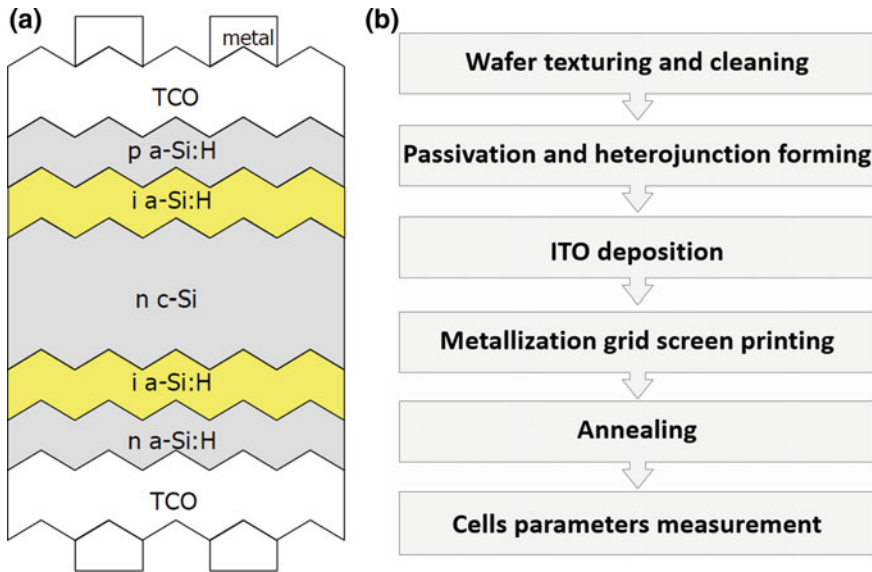 (a)
metal
TCO
p a-Si:H
i a-Si:H
n c-Si
i a-Si:H
n a-Si:H
TCO
(b)
Wafer texturing and cleaning
Passivation and heterojunction forming
ITO deposition
Metallization grid screen printing
Annealing
Cells parameters measurement